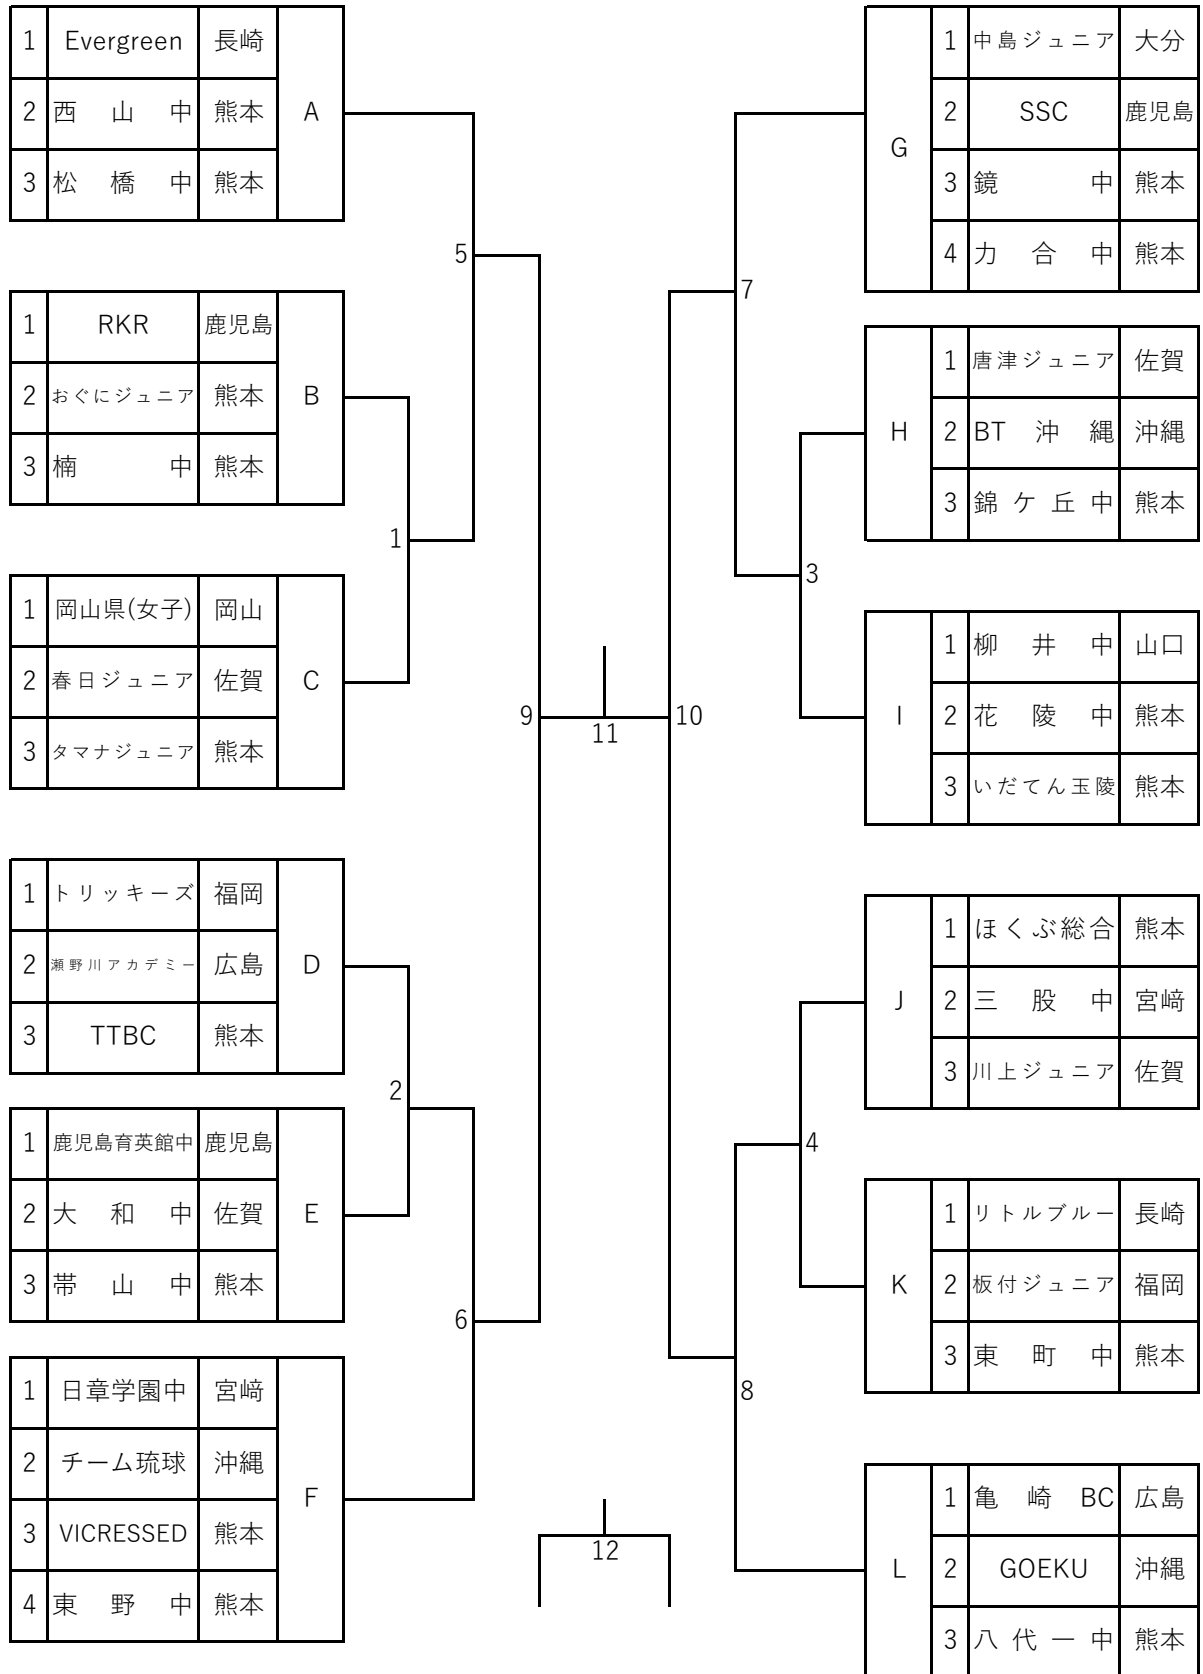 1 Evergreen 長崎
2 西山中 熊本 A
3 松橋中 熊本
5
1 RKR 鹿児島
2 おぐにジュニア 熊本 B
3 楠中 熊本
1
1 岡山県(女子) 岡山
2 春日ジュニア 佐賀 C
3 タマナジュニア 熊本
9
1 トリッキーズ 福岡
2 瀬野川アカデミー 広島 D
3 TTBC 熊本
2
1 鹿児島育英館中 鹿児島
2 大和中 佐賀 E
3 帯山中 熊本
6
1 日章学園中 宮﨑
2 チーム琉球 沖縄
F
3 VICRESSED 熊本
4 東野中 熊本
11
12
1 中島ジュニア 大分
2 SSC 鹿児島
G
3 鏡中 熊本
4 力合中 熊本
7
1 唐津ジュニア 佐賀
H 2 BT沖縄 沖縄
3 錦ケ丘中 熊本
3
1 柳井中 山口
I 2 花陵中 熊本
3 いだてん玉陵 熊本
10
1 ほくぶ総合 熊本
J 2 三股中 宮﨑
3 川上ジュニア 佐賀
4
1 リトルブルー 長崎
K 2 板付ジュニア 福岡
3 東町中 熊本
8
1 亀崎BC 広島
L 2 GOEKU 沖縄
3 八代一中 熊本